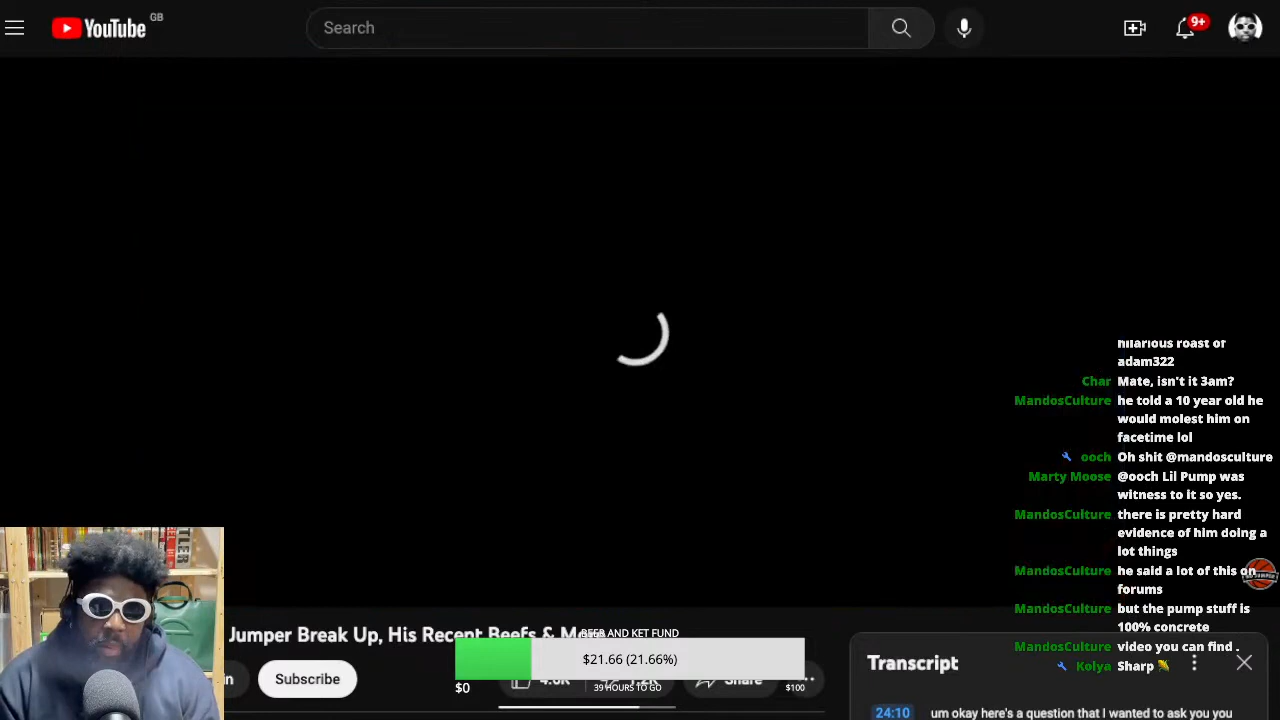 YouTube GB
Search
9+
hilarious roast of
adam322
Char Mate, isn't it 3am?
MandosCulture he told a 10 year old he
would molest him on
facetime lol
ooch Oh shit @mandosculture
Marty Moose @ooch Lil Pump was
witness to it so yes.
MandosCulture there is pretty hard
evidence of him doing a
lot things
MandosCulture he said a lot of this on
forums
MandosCulture but the pump stuff is
100% concrete
MandosCulture video you can find .
Kolya Sharp
Jumper Break Up, His Recent Beefs &
BEER AND KET FUND
$21.66 (21.66%)
$0
39 HOURS TO GO
$100
Subscribe
Share
Transcript
24:10 um okay here's a question that I wanted to ask you you